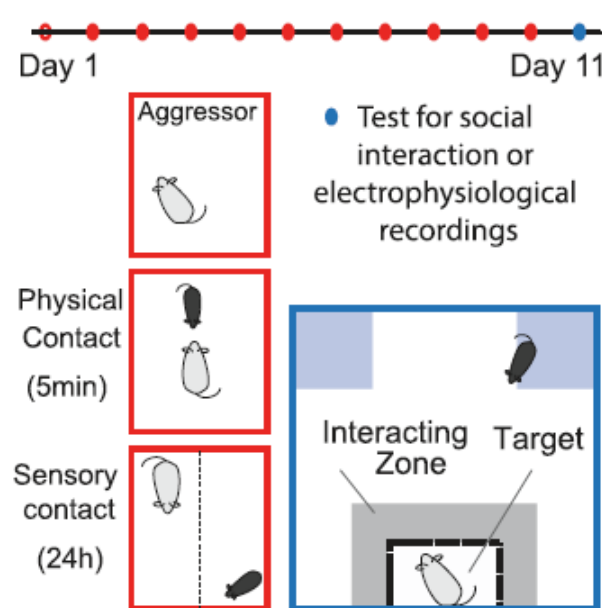 Day 1
Day 11
Aggressor
Test for social
interaction or
electrophysiological
recordings
Physical
Contact
(5min)
Interacting
Zone
Target
Sensory
contact
(24h)